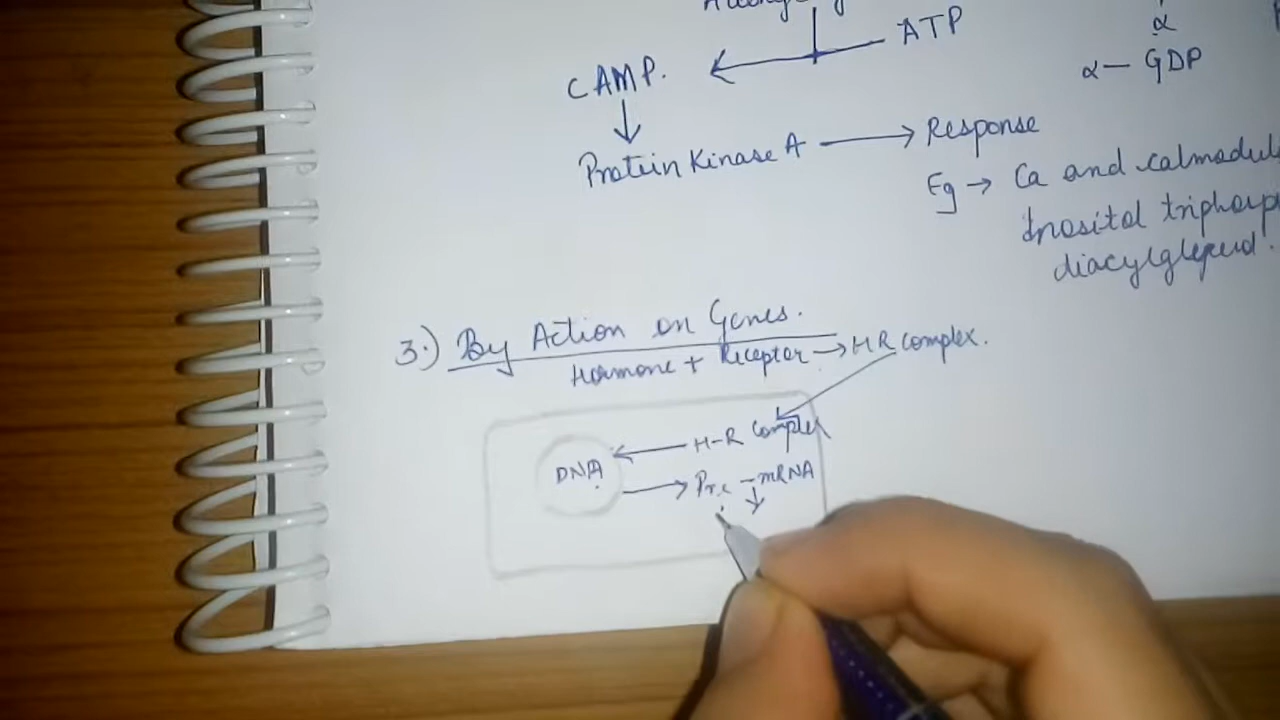 ATP
α
CAMP.
α — GDP
Protein Kinase A → Response
Eg → Ca and calmodul
Inositol triphosp
3.) By Action on Genes.
Hormone + Receptor → HR complex.
H-R Complex
DNA
Pre - mRNA